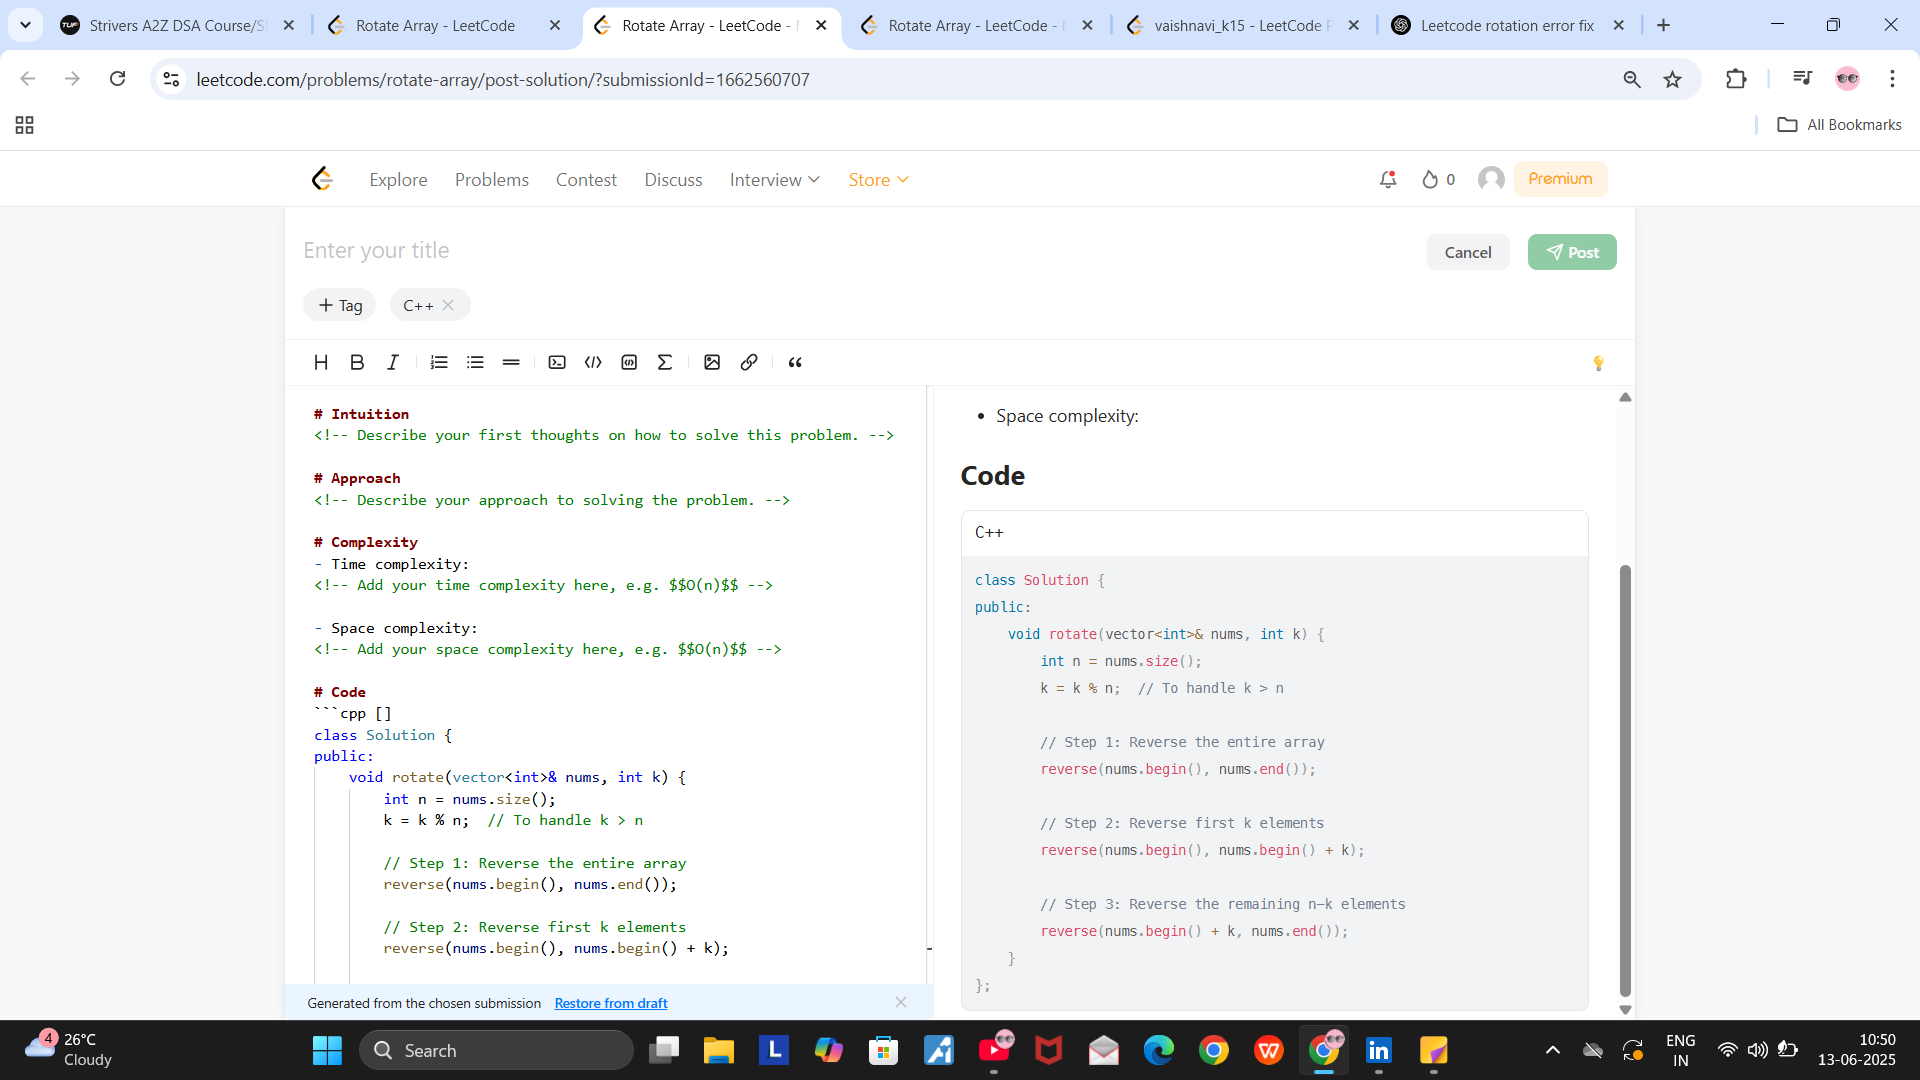 Strivers A2Z DSA Course/S
Rotate Array - LeetCode
Rotate Array - LeetCode -
Rotate Array - LeetCode -
vaishnavi_k15 - LeetCode P
Leetcode rotation error fix
leetcode.com/problems/rotate-array/post-solution/?submissionId=1662560707
All Bookmarks
Explore
Problems
Contest
Discuss
Interview
Store
0
Premium
Enter your title
Cancel
Post
+ Tag
C++
# Intuition
<!-- Describe your first thoughts on how to solve this problem. -->
# Approach
<!-- Describe your approach to solving the problem. -->
# Complexity
- Time complexity:
<!-- Add your time complexity here, e.g. $$O(n)$$ -->
- Space complexity:
<!-- Add your space complexity here, e.g. $$O(n)$$ -->
# Code
```cpp []
class Solution {
public:
    void rotate(vector<int>& nums, int k) {
        int n = nums.size();
        k = k % n;  // To handle k > n
        // Step 1: Reverse the entire array
        reverse(nums.begin(), nums.end());
        // Step 2: Reverse first k elements
        reverse(nums.begin(), nums.begin() + k);
Generated from the chosen submission Restore from draft
• Space complexity:
Code
C++
class Solution {
public:
    void rotate(vector<int>& nums, int k) {
        int n = nums.size();
        k = k % n;  // To handle k > n
        // Step 1: Reverse the entire array
        reverse(nums.begin(), nums.end());
        // Step 2: Reverse first k elements
        reverse(nums.begin(), nums.begin() + k);
        // Step 3: Reverse the remaining n-k elements
        reverse(nums.begin() + k, nums.end());
    }
};
4
26°C
Cloudy
Search
ENG
IN
10:50
13-06-2025